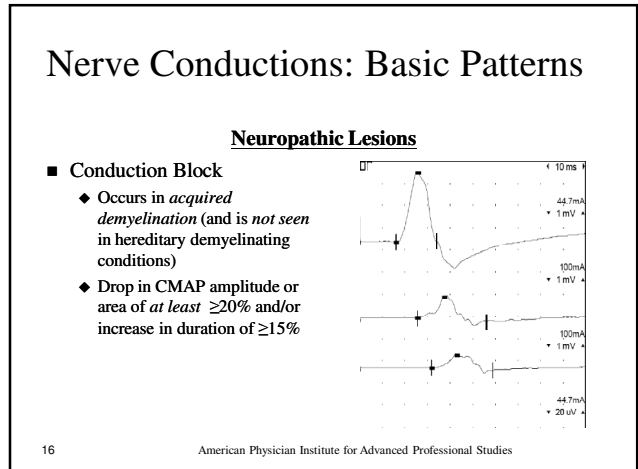 Nerve Conductions: Basic Patterns
Neuropathic Lesions
■ Conduction Block
◆ Occurs in acquired
demyelination (and is not seen
in hereditary demyelinating
conditions)
◆ Drop in CMAP amplitude or
area of at least ≥20% and/or
increase in duration of ≥15%
10 ms
44.7mA
1 mV
100mA
1 mV
100mA
1 mV
44.7mA
20 uV
16
American Physician Institute for Advanced Professional Studies